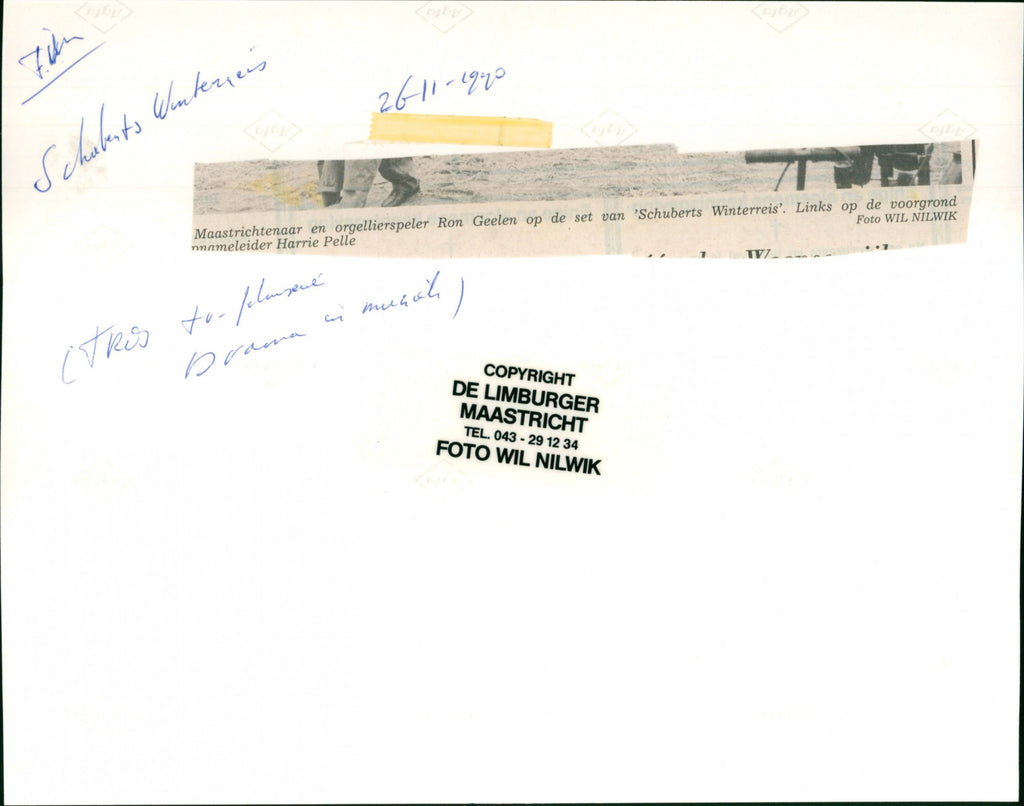 Film
Schuberts Winterreis
26-11-1990
Maastrichtenaar en orgellierspeler Ron Geelen op de set van 'Schuberts Winterreis'. Links op de voorgrond
opnameleider Harrie Pelle
Foto WIL NILWIK
(TROS tv-
Drama in muziek)
COPYRIGHT
DE LIMBURGER
MAASTRICHT
TEL. 043 - 29 12 34
FOTO WIL NILWIK
Agfa